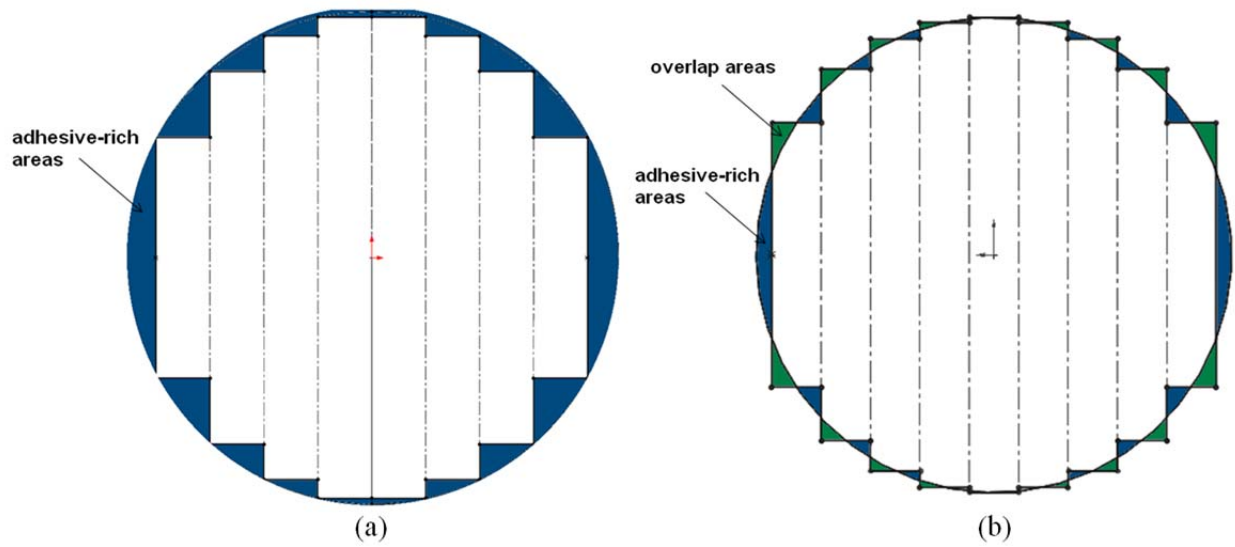 adhesive-rich
areas
(a)
overlap areas
adhesive-rich
areas
(b)